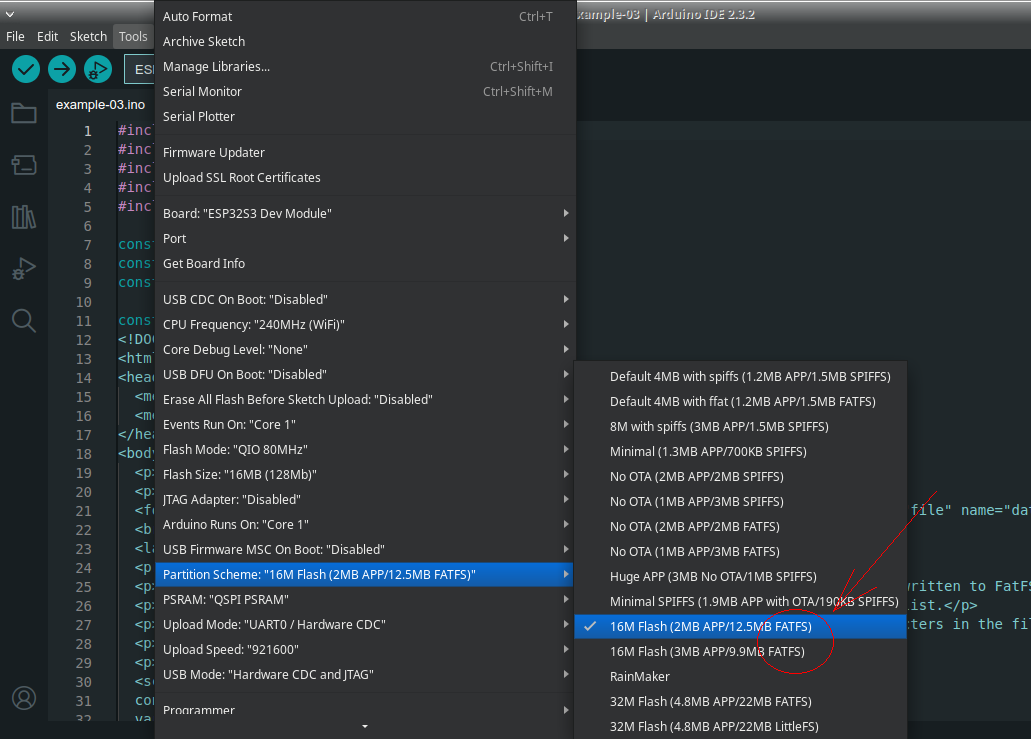 example-03 | Arduino IDE 2.3.2
File Edit Sketch Tools
example-03.ino
Auto Format Ctrl+T
Archive Sketch
Manage Libraries... Ctrl+Shift+I
Serial Monitor Ctrl+Shift+M
Serial Plotter
Firmware Updater
Upload SSL Root Certificates
Board: "ESP32S3 Dev Module"
Port
Get Board Info
USB CDC On Boot: "Disabled"
CPU Frequency: "240MHz (WiFi)"
Core Debug Level: "None"
USB DFU On Boot: "Disabled"
Erase All Flash Before Sketch Upload: "Disabled"
Events Run On: "Core 1"
Flash Mode: "QIO 80MHz"
Flash Size: "16MB (128Mb)"
JTAG Adapter: "Disabled"
Arduino Runs On: "Core 1"
USB Firmware MSC On Boot: "Disabled"
Partition Scheme: "16M Flash (2MB APP/12.5MB FATFS)"
PSRAM: "QSPI PSRAM"
Upload Mode: "UART0 / Hardware CDC"
Upload Speed: "921600"
USB Mode: "Hardware CDC and JTAG"
Programmer
Default 4MB with spiffs (1.2MB APP/1.5MB SPIFFS)
Default 4MB with ffat (1.2MB APP/1.5MB FATFS)
8M with spiffs (3MB APP/1.5MB SPIFFS)
Minimal (1.3MB APP/700KB SPIFFS)
No OTA (2MB APP/2MB SPIFFS)
No OTA (1MB APP/3MB SPIFFS)
No OTA (2MB APP/2MB FATFS)
No OTA (1MB APP/3MB FATFS)
Huge APP (3MB No OTA/1MB SPIFFS)
Minimal SPIFFS (1.9MB APP with OTA/190KB SPIFFS)
16M Flash (2MB APP/12.5MB FATFS)
16M Flash (3MB APP/9.9MB FATFS)
RainMaker
32M Flash (4.8MB APP/22MB FATFS)
32M Flash (4.8MB APP/22MB LittleFS)
1 #inc
2 #inc
3 #inc
4 #inc
5 #inc
6
7 cons
8 cons
9 cons
10
11 cons
12 <!DO
13 <htm
14 <hea
15 <m
16 <m
17 </he
18 <bod
19 <p
20 <p
21 <f file" name="dat
22 <b
23 <la
24 <p
25 <p written to FatFS
26 <p ist.</p>
27 <p ters in the fil
28 <p
29 <p
30 <s
31 co
32 va